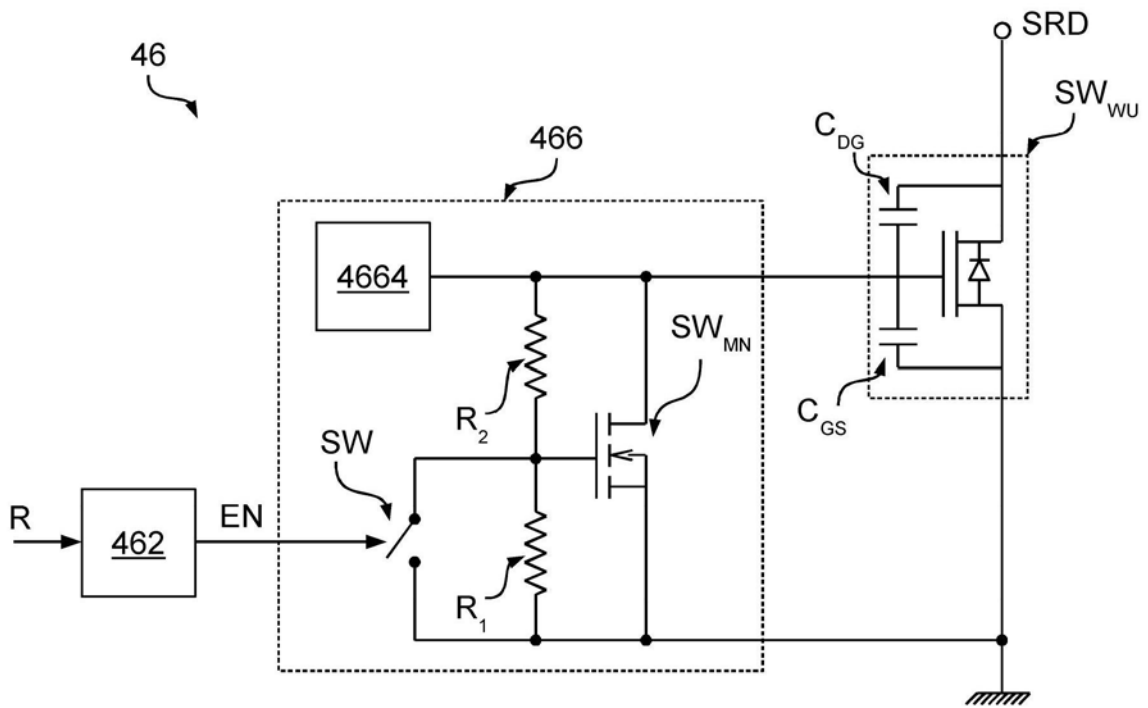 SRD
46
SW_WU
C_DG
466
4664
SW_MN
R_2
C_GS
SW
R
EN
462
R_1